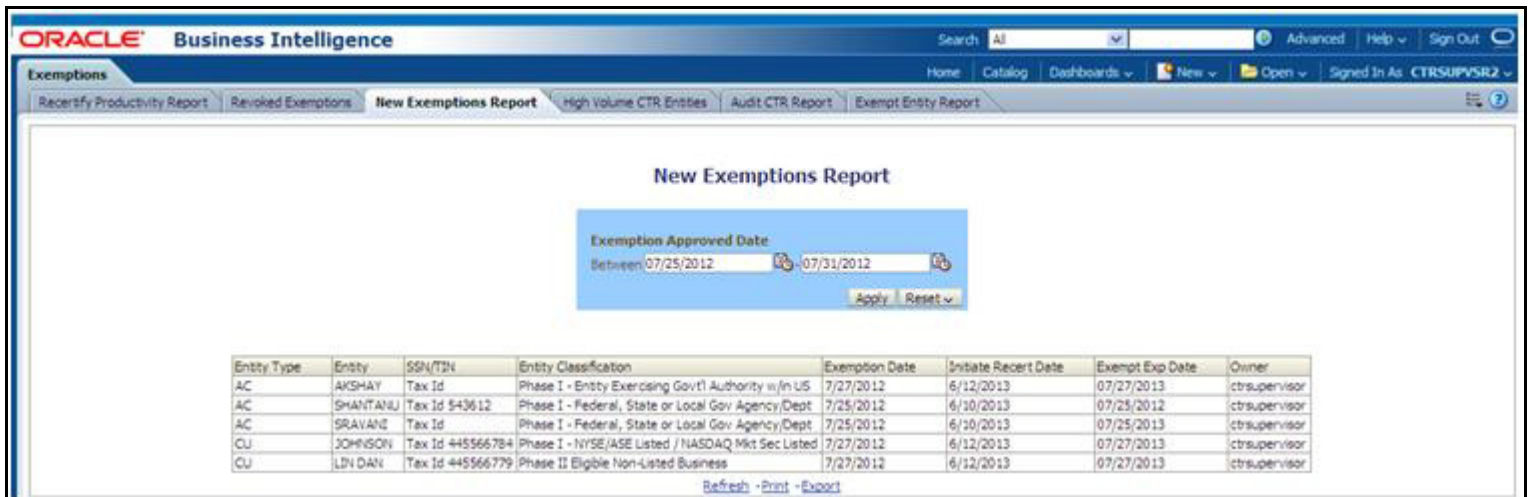 ORACLE Business Intelligence Search All Advanced Help Sign Out
Exemptions Home Catalog Dashboards New Open Signed In As CTRSUPVSR2
Recertify Productivity Report Revoked Exemptions New Exemptions Report High Volume CTR Entities Audit CTR Report Exempt Entity Report
New Exemptions Report
Exemption Approved Date
Between 07/25/2012 - 07/31/2012
Apply Reset
Entity Type Entity SSN/TIN Entity Classification Exemption Date Initiate Recert Date Exempt Exp Date Owner
AC AKSHAY Tax Id Phase I - Entity Exercising Govt'l Authority w/in US 7/27/2012 6/12/2013 07/27/2013 ctrsupervisor
AC SHANTANU Tax Id 543612 Phase I - Federal, State or Local Gov Agency/Dept 7/25/2012 6/10/2013 07/25/2012 ctrsupervisor
AC SRAVANI Tax Id Phase I - Federal, State or Local Gov Agency/Dept 7/25/2012 6/10/2013 07/25/2013 ctrsupervisor
CU JOHNSON Tax Id 445566784 Phase I - NYSE/ASE Listed / NASDAQ Mkt Sec Listed 7/27/2012 6/12/2013 07/27/2013 ctrsupervisor
CU LIN DAN Tax Id 445566779 Phase II Eligible Non-Listed Business 7/27/2012 6/12/2013 07/27/2013 ctrsupervisor
Refresh - Print - Export